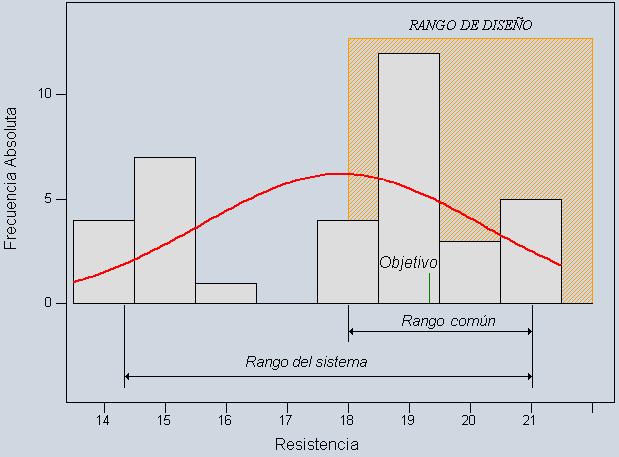 RANGO DE DISEÑO
Frecuencia Absoluta
10
5
0
Objetivo
Rango común
Rango del sistema
14 15 16 17 18 19 20 21
Resistencia